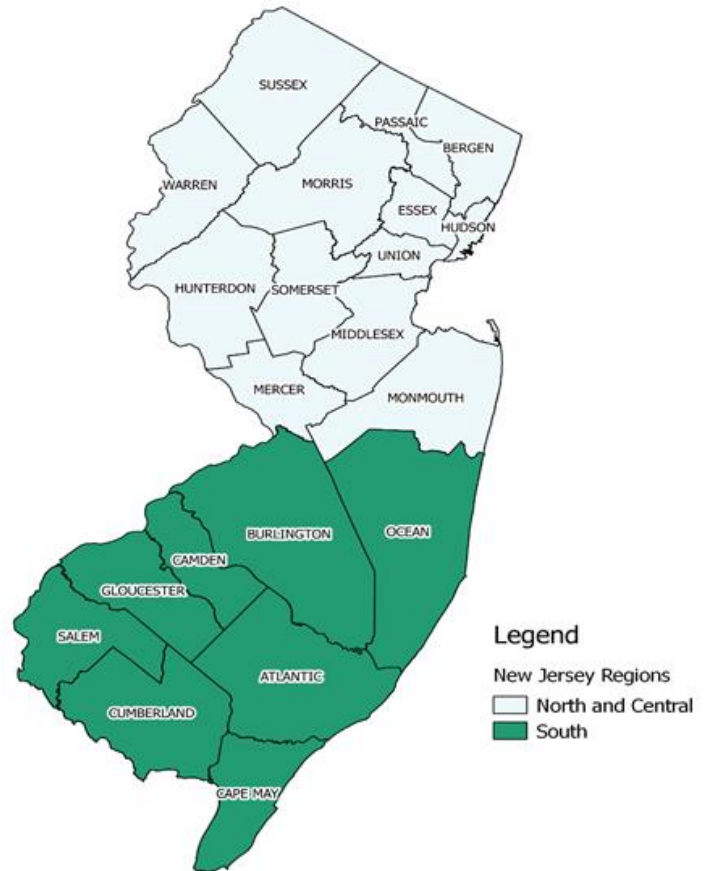 SUSSEX
PASSAIC
BERGEN
WARREN
MORRIS
ESSEX
HUDSON
UNION
HUNTERDON
SOMERSET
MIDDLESEX
MERCER
MONMOUTH
BURLINGTON
OCEAN
CAMDEN
GLOUCESTER
SALEM
ATLANTIC
CUMBERLAND
CAPE MAY
Legend
New Jersey Regions
North and Central
South